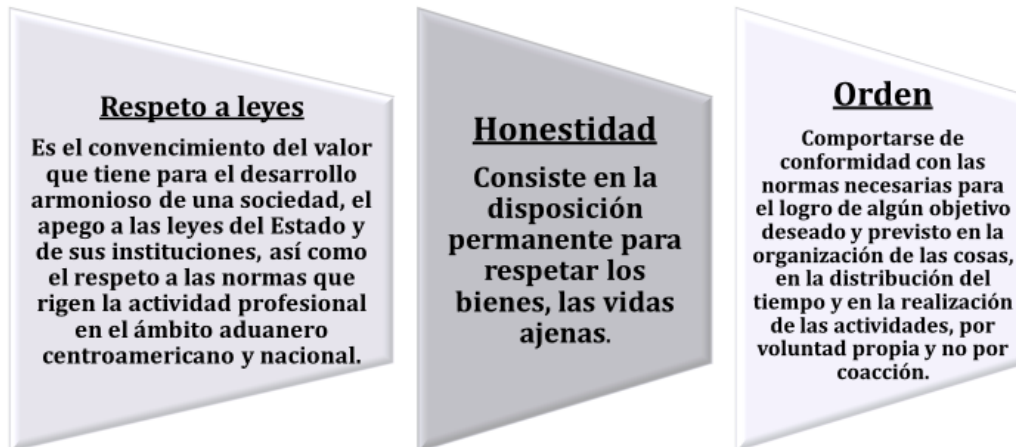 Respeto a leyes
Es el convencimiento del valor
que tiene para el desarrollo
armonioso de una sociedad, el
apego a las leyes del Estado y
de sus instituciones, así como
el respeto a las normas que
rigen la actividad profesional
en el ámbito aduanero
centroamericano y nacional.
Honestidad
Consiste en la
disposición
permanente para
respetar los
bienes, las vidas
ajenas.
Orden
Comportarse de
conformidad con las
normas necesarias para
el logro de algún objetivo
deseado y previsto en la
organización de las cosas,
en la distribución del
tiempo y en la realización
de las actividades, por
voluntad propia y no por
coacción.